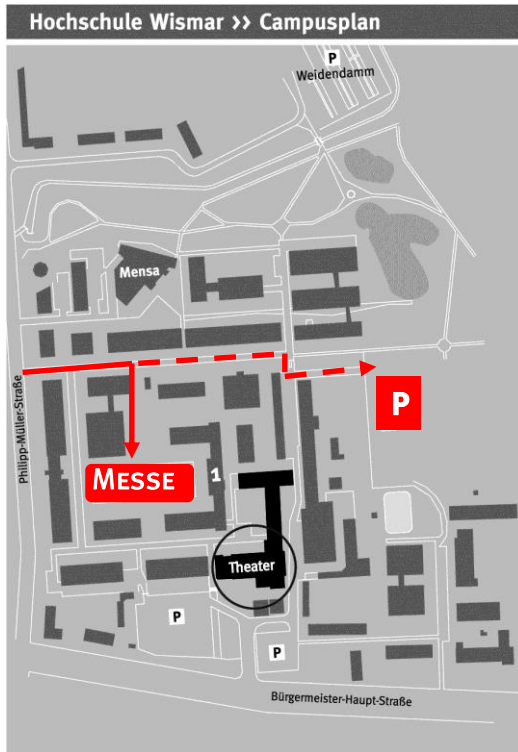 Hochschule Wismar >> Campusplan
P
Weidendamm
Mensa
Philipp-Müller-Straße
P
MESSE
1
Theater
P
P
Bürgermeister-Haupt-Straße